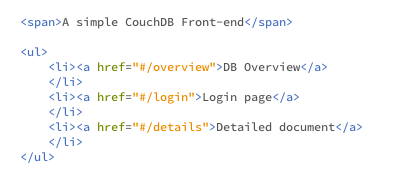 <span>A simple CouchDB Front-end</span>
<ul>
    <li><a href="#/overview">DB Overview</a>
    </li>
    <li><a href="#/login">Login page</a>
    </li>
    <li><a href="#/details">Detailed document</a>
    </li>
</ul>